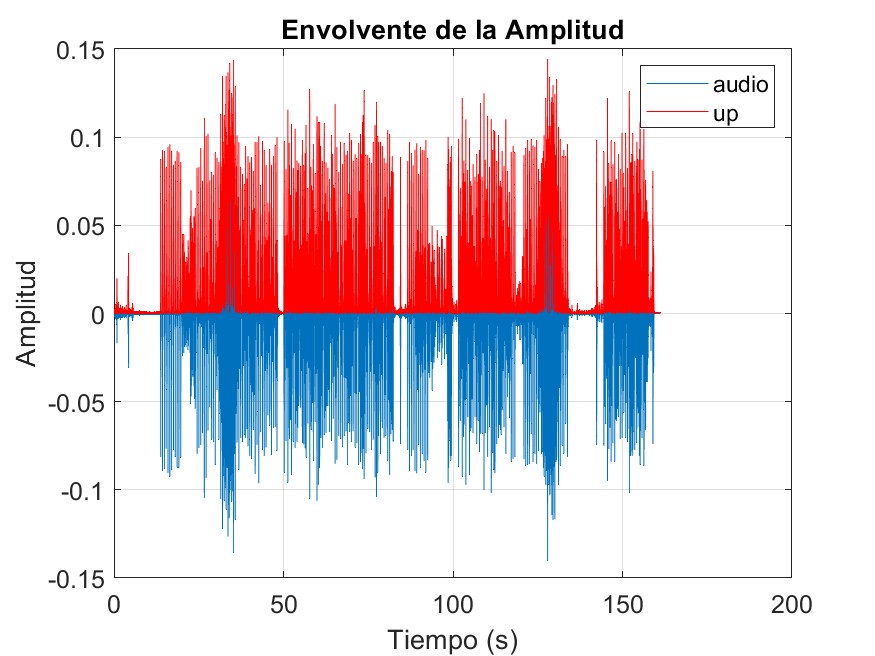 Envolvente de la Amplitud
0.15
0.1
0.05
0
-0.05
-0.1
-0.15
Amplitud
audio
up
0 50 100 150 200
Tiempo (s)